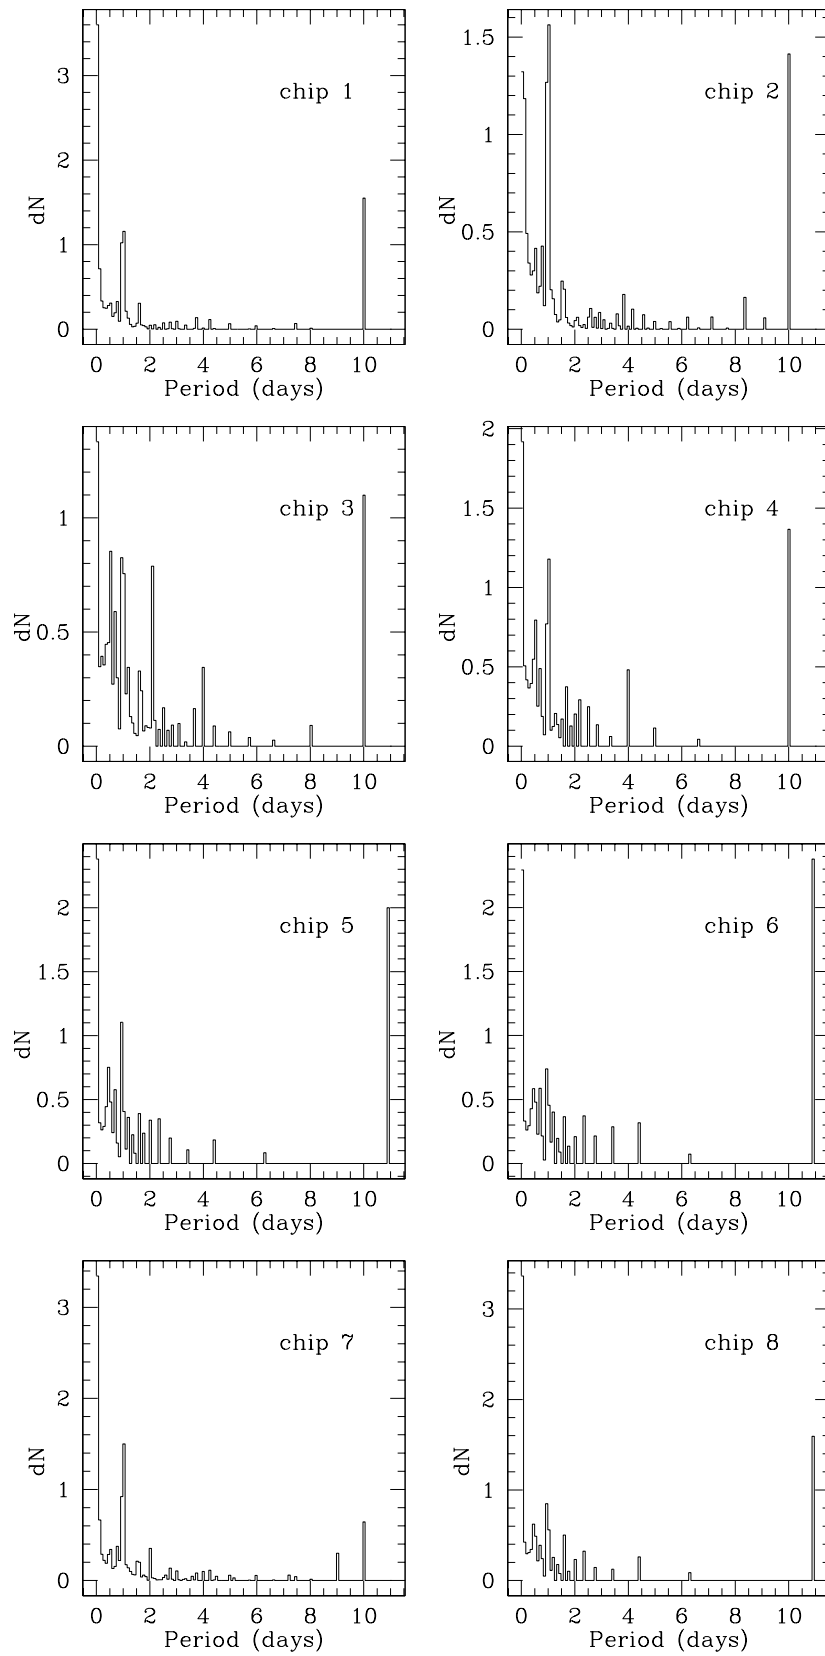 3
2
1
0
dN
chip 1
0 2 4 6 8 10
Period (days)
1.5
1
0.5
0
dN
chip 2
0 2 4 6 8 10
Period (days)
1
0.5
0
dN
chip 3
0 2 4 6 8 10
Period (days)
2
1.5
1
0.5
0
dN
chip 4
0 2 4 6 8 10
Period (days)
2
1.5
1
0.5
0
dN
chip 5
0 2 4 6 8 10
Period (days)
2
1.5
1
0.5
0
dN
chip 6
0 2 4 6 8 10
Period (days)
3
2
1
0
dN
chip 7
0 2 4 6 8 10
Period (days)
3
2
1
0
dN
chip 8
0 2 4 6 8 10
Period (days)